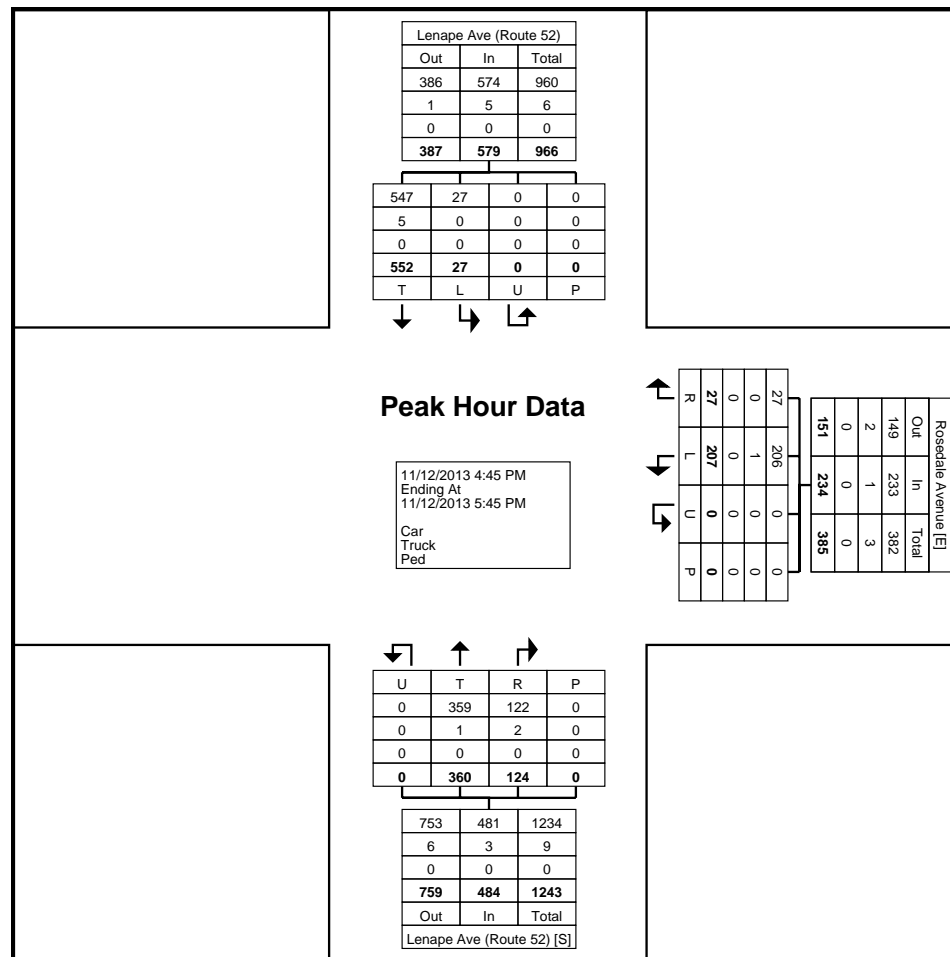 Lenape Ave (Route 52)
Out In Total
386 574 960
1 5 6
0 0 0
387 579 966
547 27 0 0
5 0 0 0
0 0 0 0
552 27 0 0
T L U P
Peak Hour Data
11/12/2013 4:45 PM
Ending At
11/12/2013 5:45 PM
Car
Truck
Ped
Rosedale Avenue [E]
Out In Total
149 233 382
2 1 3
0 0 0
151 234 385
27 206 0 0
0 1 0 0
0 0 0 0
27 207 0 0
R L U P
U T R P
0 359 122 0
0 1 2 0
0 0 0 0
0 360 124 0
753 481 1234
6 3 9
0 0 0
759 484 1243
Out In Total
Lenape Ave (Route 52) [S]